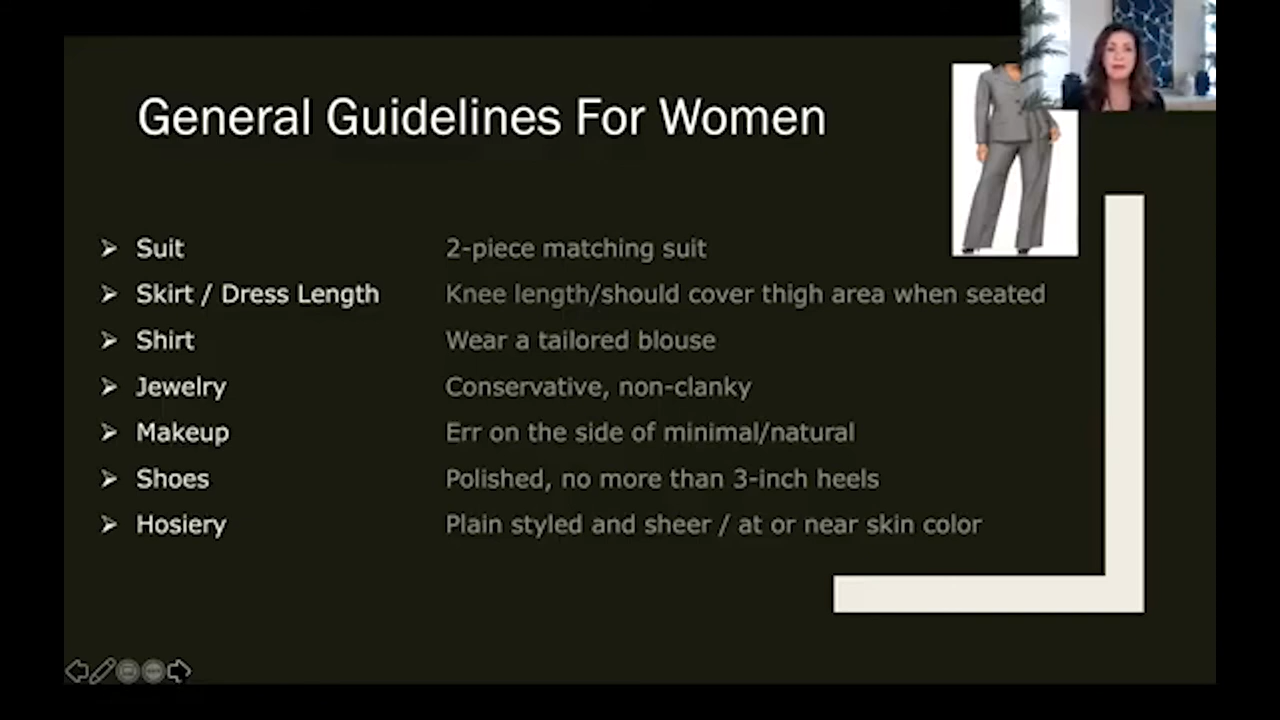 General Guidelines For Women
Suit 2-piece matching suit
Skirt / Dress Length Knee length/should cover thigh area when seated
Shirt Wear a tailored blouse
Jewelry Conservative, non-clanky
Makeup Err on the side of minimal/natural
Shoes Polished, no more than 3-inch heels
Hosiery Plain styled and sheer / at or near skin color